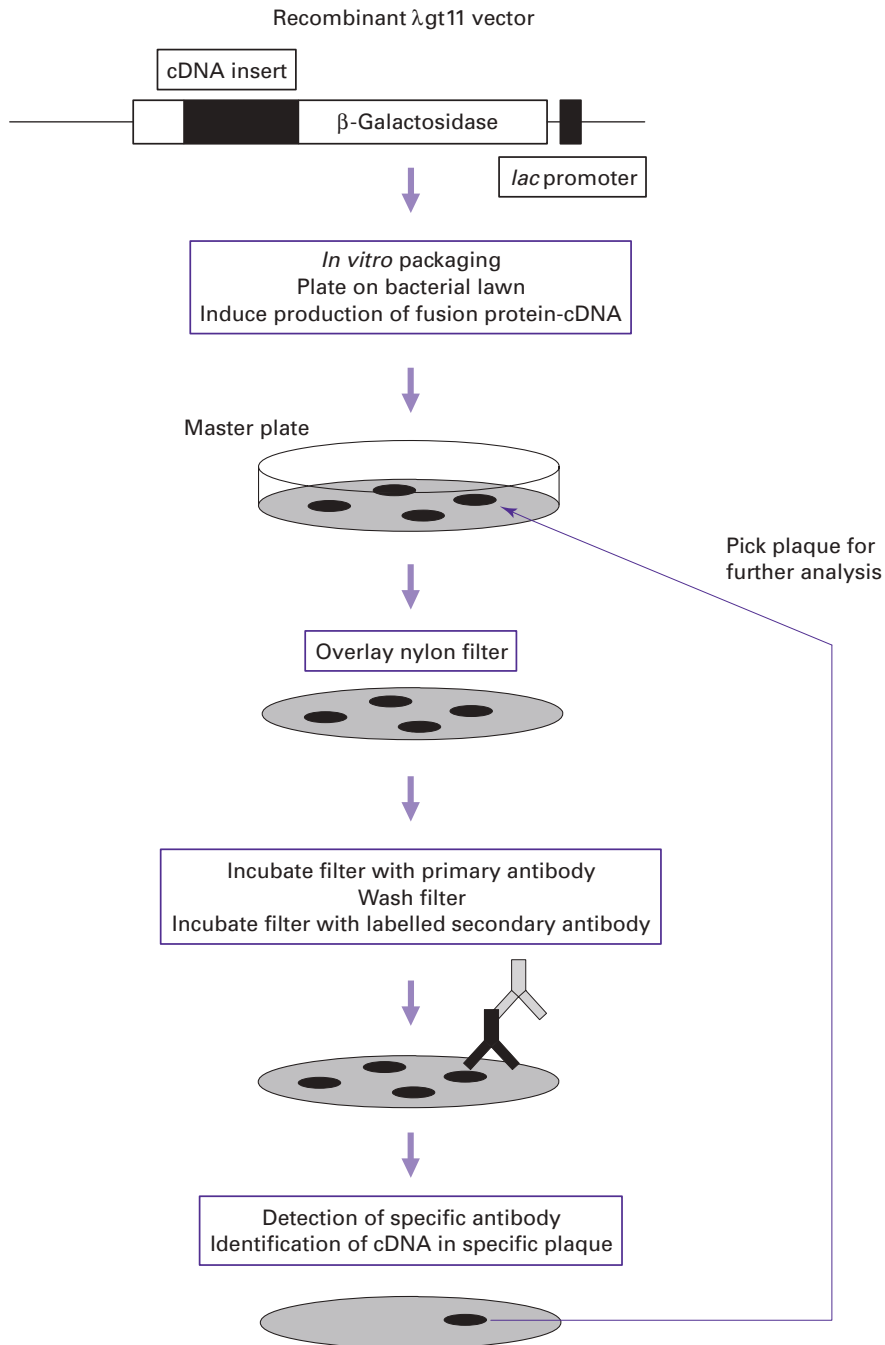 Recombinant λgt11 vector
cDNA insert
β-Galactosidase
lac promoter
In vitro packaging
Plate on bacterial lawn
Induce production of fusion protein-cDNA
Master plate
Pick plaque for
further analysis
Overlay nylon filter
Incubate filter with primary antibody
Wash filter
Incubate filter with labelled secondary antibody
Detection of specific antibody
Identification of cDNA in specific plaque